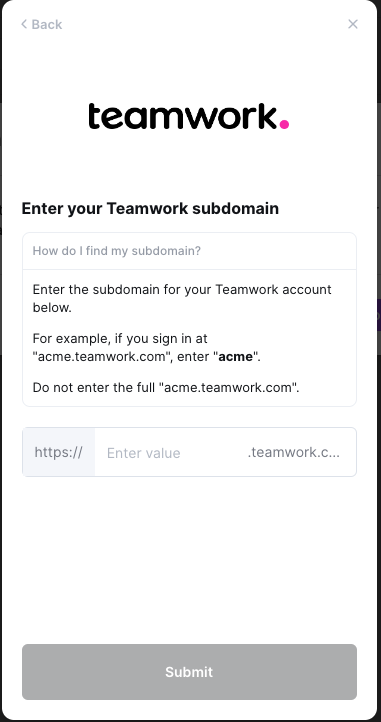 Back
teamwork.
Enter your Teamwork subdomain
How do I find my subdomain?
Enter the subdomain for your Teamwork account
below.
For example, if you sign in at
"acme.teamwork.com", enter "acme".
Do not enter the full "acme.teamwork.com".
https:// Enter value .teamwork.c...
Submit